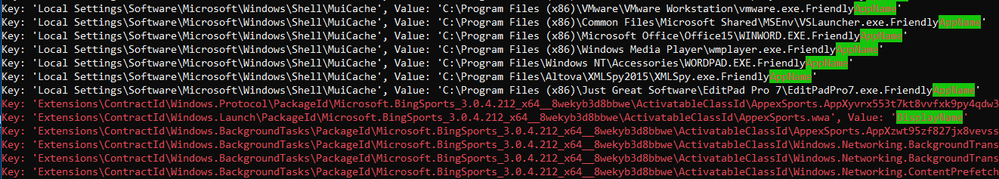 Key: 'Local Settings\Software\Microsoft\Windows\Shell\MuiCache', Value: 'C:\Program Files (x86)\VMware\VMware Workstation\vmware.exe.FriendlyAppName'
Key: 'Local Settings\Software\Microsoft\Windows\Shell\MuiCache', Value: 'C:\Program Files (x86)\Common Files\Microsoft Shared\MSEnv\VSLauncher.exe.FriendlyAppName'
Key: 'Local Settings\Software\Microsoft\Windows\Shell\MuiCache', Value: 'C:\Program Files (x86)\Microsoft Office\Office15\WINWORD.EXE.FriendlyAppName'
Key: 'Local Settings\Software\Microsoft\Windows\Shell\MuiCache', Value: 'C:\Program Files (x86)\Windows Media Player\wmplayer.exe.FriendlyAppName'
Key: 'Local Settings\Software\Microsoft\Windows\Shell\MuiCache', Value: 'C:\Program Files\Windows NT\Accessories\WORDPAD.EXE.FriendlyAppName'
Key: 'Local Settings\Software\Microsoft\Windows\Shell\MuiCache', Value: 'C:\Program Files\Altova\XMLSpy2015\XMLSpy.exe.FriendlyAppName'
Key: 'Local Settings\Software\Microsoft\Windows\Shell\MuiCache', Value: 'C:\Program Files (x86)\Just Great Software\EditPad Pro 7\EditPadPro7.exe.FriendlyAppName'
Key: 'Extensions\ContractId\Windows.Protocol\PackageId\Microsoft.BingSports_3.0.4.212_x64__8wekyb3d8bbwe\ActivatableClassId\AppexSports.AppXyvrx553t7kt8vvfxk6py4qdw3
Key: 'Extensions\ContractId\Windows.Launch\PackageId\Microsoft.BingSports_3.0.4.212_x64__8wekyb3d8bbwe\ActivatableClassId\AppexSports.wwa', Value: 'DisplayName'
Key: 'Extensions\ContractId\Windows.BackgroundTasks\PackageId\Microsoft.BingSports_3.0.4.212_x64__8wekyb3d8bbwe\ActivatableClassId\AppexSports.AppXzwt95zf827jx8vevss
Key: 'Extensions\ContractId\Windows.BackgroundTasks\PackageId\Microsoft.BingSports_3.0.4.212_x64__8wekyb3d8bbwe\ActivatableClassId\Windows.Networking.BackgroundTrans
Key: 'Extensions\ContractId\Windows.BackgroundTasks\PackageId\Microsoft.BingSports_3.0.4.212_x64__8wekyb3d8bbwe\ActivatableClassId\Windows.Networking.BackgroundTrans
Key: 'Extensions\ContractId\Windows.BackgroundTasks\PackageId\Microsoft.BingSports_3.0.4.212_x64__8wekyb3d8bbwe\ActivatableClassId\Windows.Networking.ContentPrefetch